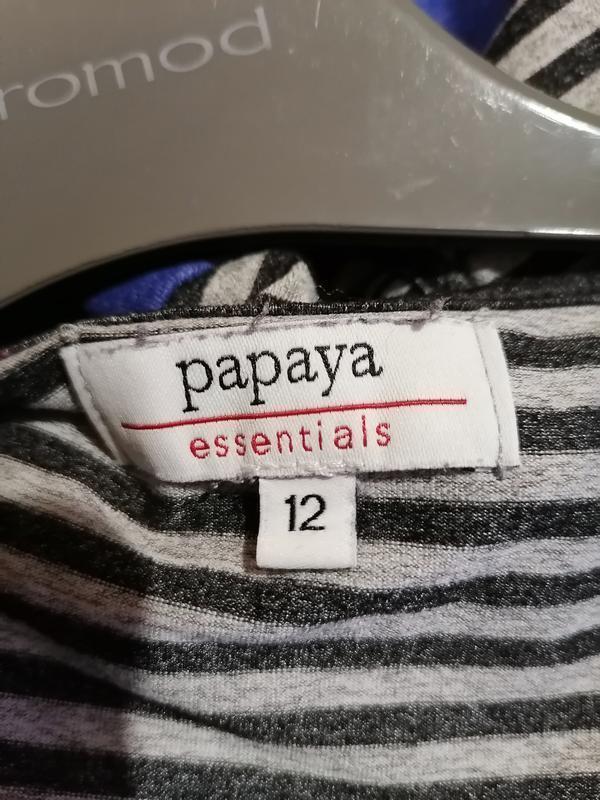 romod
papaya
essentials
12